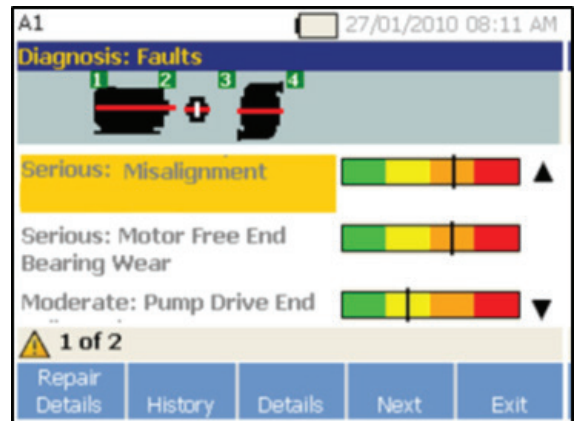 A1 27/01/2010 08:11 AM
Diagnosis: Faults
1 2 3 4
Serious: Misalignment
Serious: Motor Free End
Bearing Wear
Moderate: Pump Drive End
1 of 2
Repair
Details History Details Next Exit